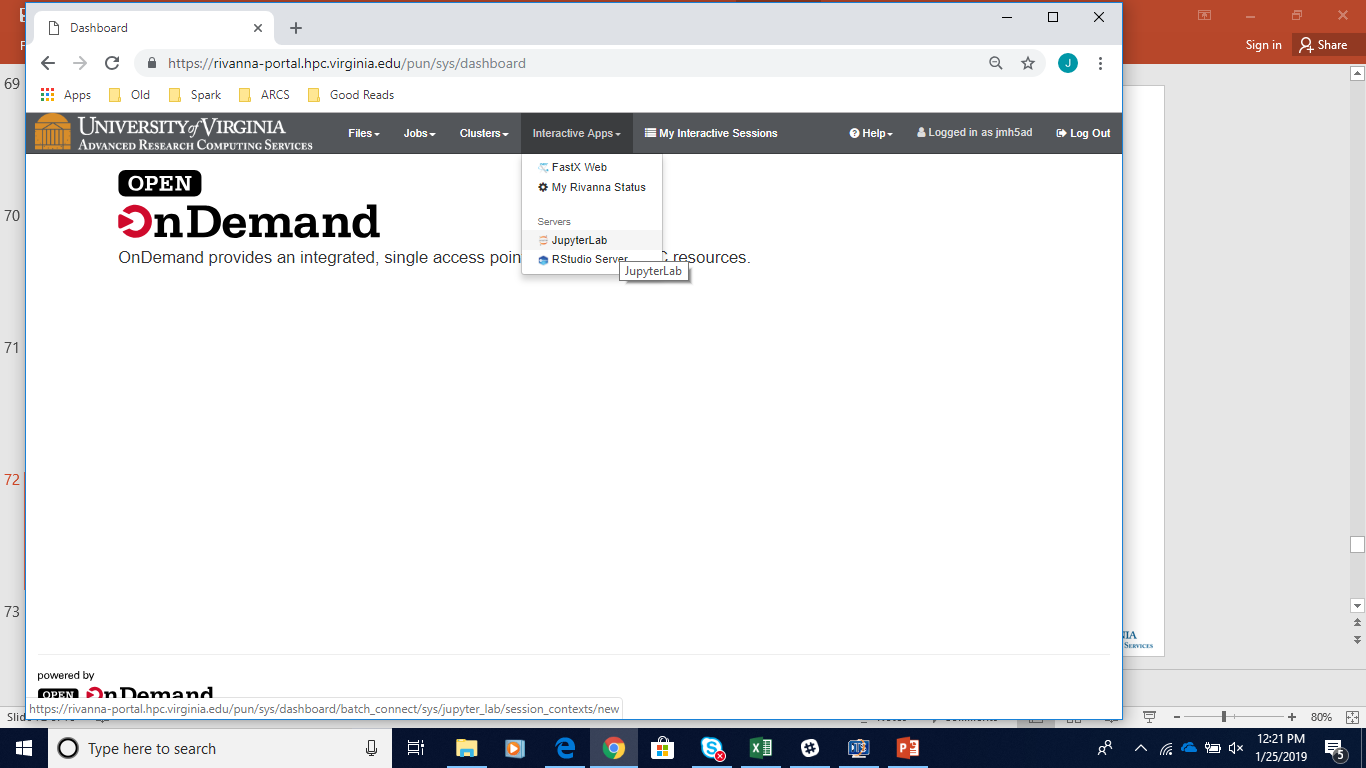 Dashboard
https://rivanna-portal.hpc.virginia.edu/pun/sys/dashboard
J
Sign in
Share
Apps
Old
Spark
ARCS
Good Reads
UNIVERSITY of VIRGINIA
ADVANCED RESEARCH COMPUTING SERVICES
Files
Jobs
Clusters
Interactive Apps
My Interactive Sessions
Help
Logged in as jmh5ad
Log Out
FastX Web
My Rivanna Status
Servers
JupyterLab
RStudio Server
JupyterLab
OPEN
OnDemand
OnDemand provides an integrated, single access poin
resources.
69
70
71
72
73
powered by
OPEN OnDemand
https://rivanna-portal.hpc.virginia.edu/pun/sys/dashboard/batch_connect/sys/jupyter_lab/session_contexts/new
SERVICES
80%
Type here to search
12:21 PM
1/25/2019
5